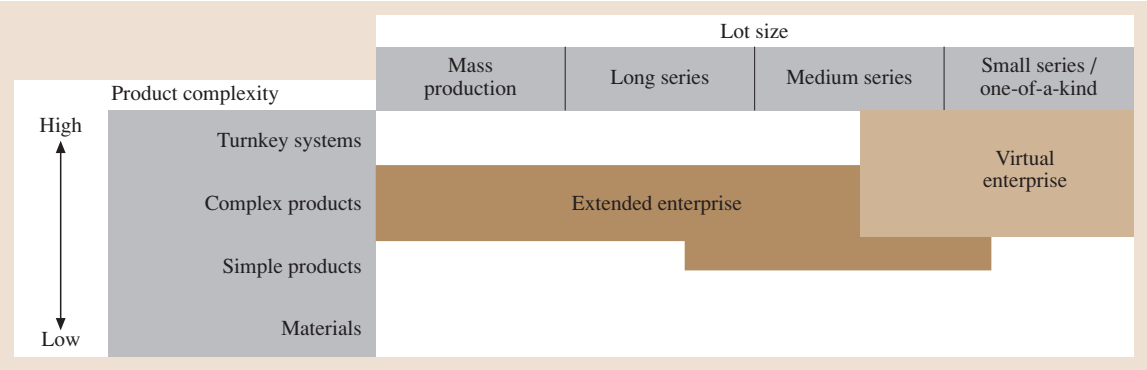 Lot size
Mass
production
Long series
Medium series
Small series /
one-of-a-kind
Product complexity
High
Turnkey systems
Virtual
enterprise
Complex products
Extended enterprise
Simple products
Materials
Low